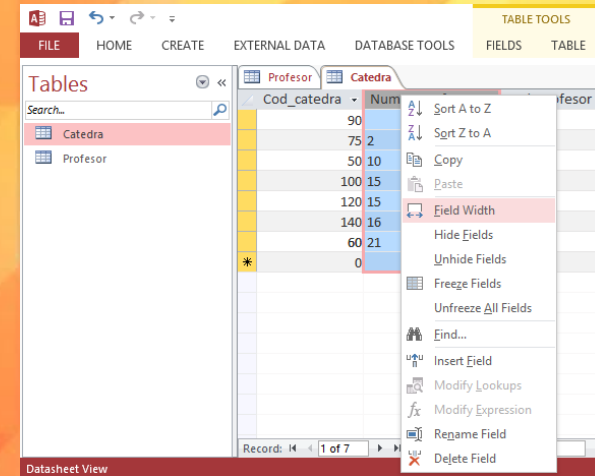 TABLE TOOLS
FILE HOME CREATE EXTERNAL DATA DATABASE TOOLS FIELDS TABLE
Tables
Search...
Catedra
Profesor
Profesor Catedra
Cod_catedra Num ofesor
90
75 2
50 10
100 15
120 15
140 16
60 21
0
Sort A to Z
Sort Z to A
Copy
Paste
Field Width
Hide Fields
Unhide Fields
Freeze Fields
Unfreeze All Fields
Find...
Insert Field
Modify Lookups
Modify Expression
Rename Field
Delete Field
Record: 1 of 7
Datasheet View